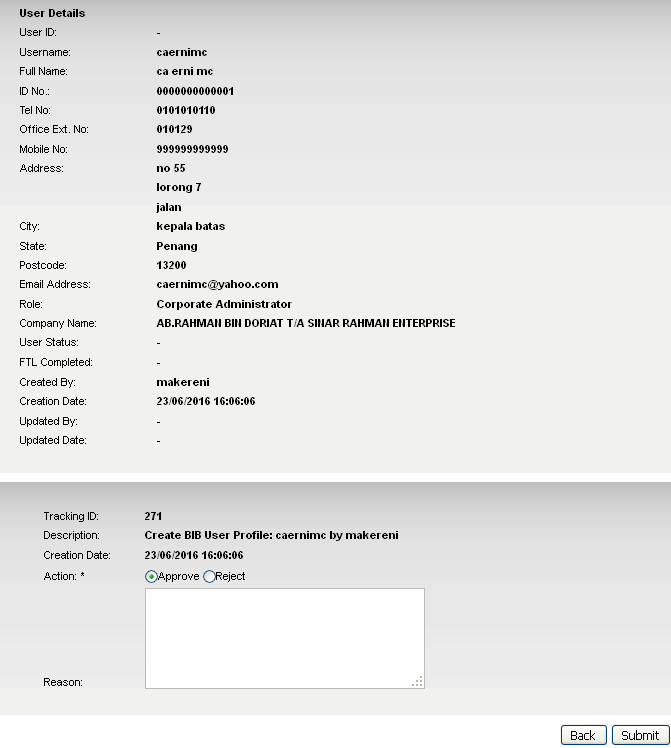 User Details
User ID: -
Username: caernimc
Full Name: ca erni mc
ID No.: 0000000000001
Tel No: 0101010110
Office Ext. No: 010129
Mobile No: 999999999999
Address: no 55
lorong 7
jalan
City: kepala batas
State: Penang
Postcode: 13200
Email Address: caernimc@yahoo.com
Role: Corporate Administrator
Company Name: AB.RAHMAN BIN DORIAT T/A SINAR RAHMAN ENTERPRISE
User Status: -
FTL Completed: -
Created By: makereni
Creation Date: 23/06/2016 16:06:06
Updated By: -
Updated Date: -
Tracking ID: 271
Description: Create BIB User Profile: caernimc by makereni
Creation Date: 23/06/2016 16:06:06
Action: * Approve Reject
Reason:
Back Submit